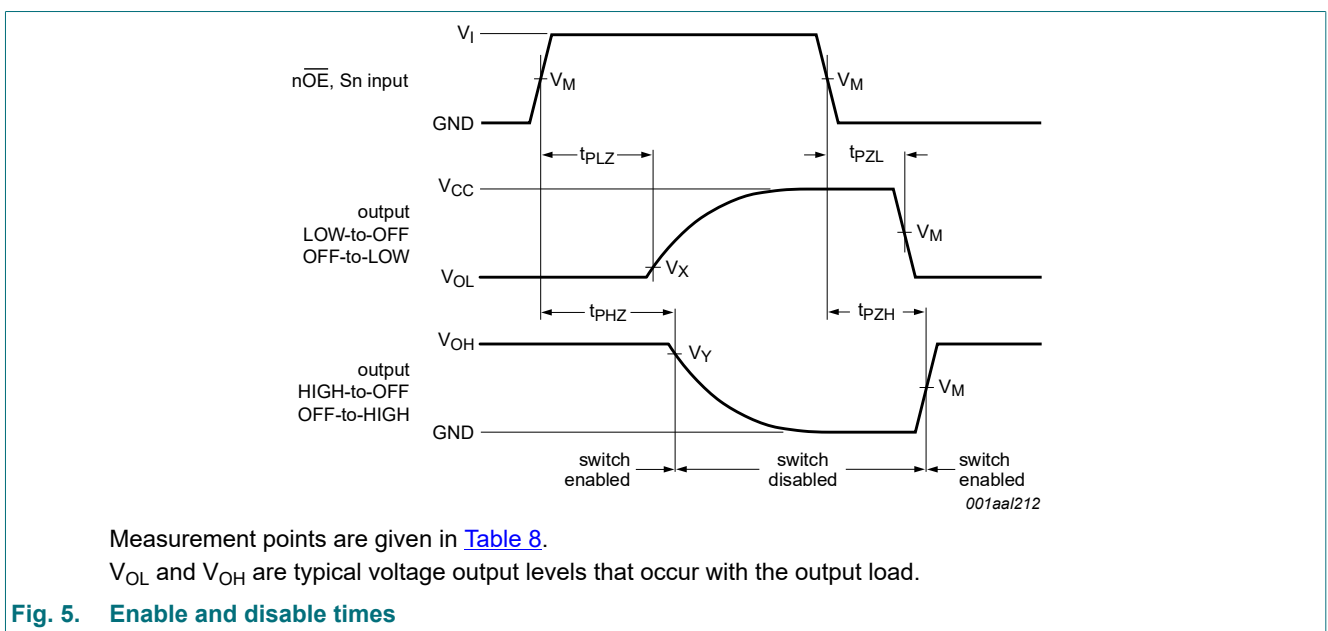 V_I
nOE, Sn input
V_M
V_M
GND
t_PLZ
t_PZL
V_CC
output
LOW-to-OFF
OFF-to-LOW
V_M
V_X
V_OL
t_PHZ
t_PZH
V_OH
V_Y
output
HIGH-to-OFF
OFF-to-HIGH
V_M
GND
switch
enabled
switch
disabled
switch
enabled
001aal212
Measurement points are given in Table 8.
V_OL and V_OH are typical voltage output levels that occur with the output load.
Fig. 5. Enable and disable times